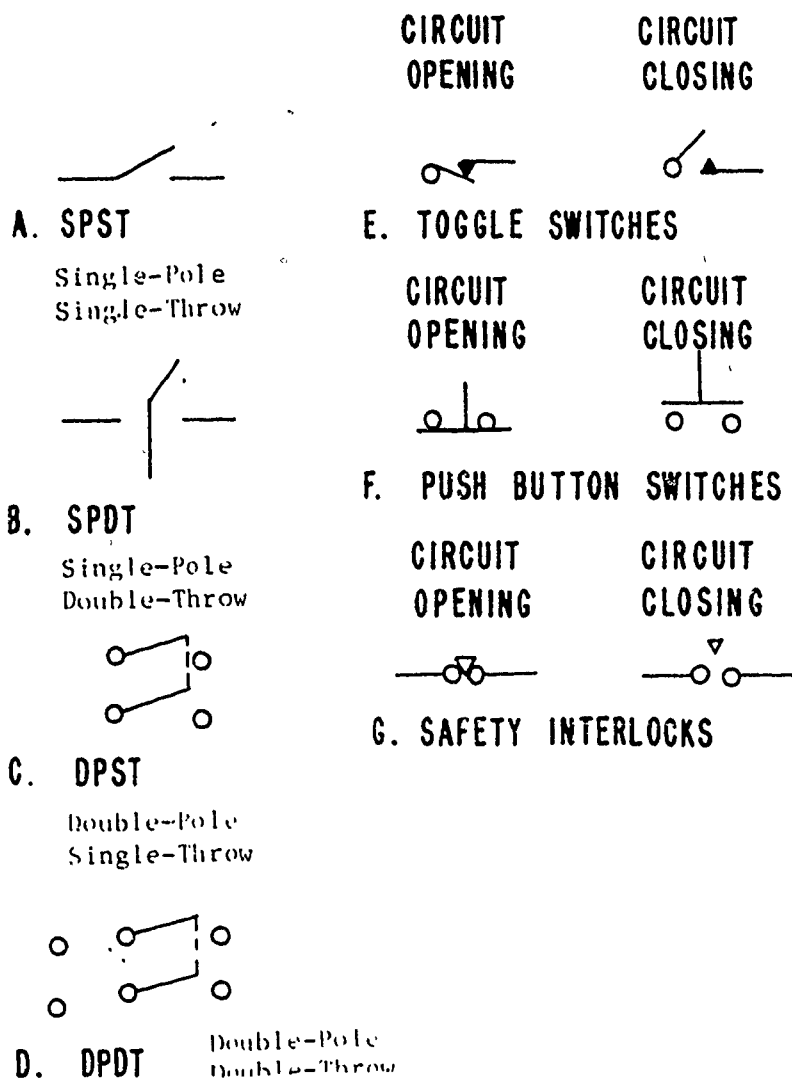 A. SPST
Single-Pole
Single-Throw
B. SPDT
Single-Pole
Double-Throw
C. DPST
Double-Pole
Single-Throw
D. DPDT
Double-Pole
Double-Throw
CIRCUIT OPENING
CIRCUIT CLOSING
E. TOGGLE SWITCHES
CIRCUIT OPENING
CIRCUIT CLOSING
F. PUSH BUTTON SWITCHES
CIRCUIT OPENING
CIRCUIT CLOSING
G. SAFETY INTERLOCKS